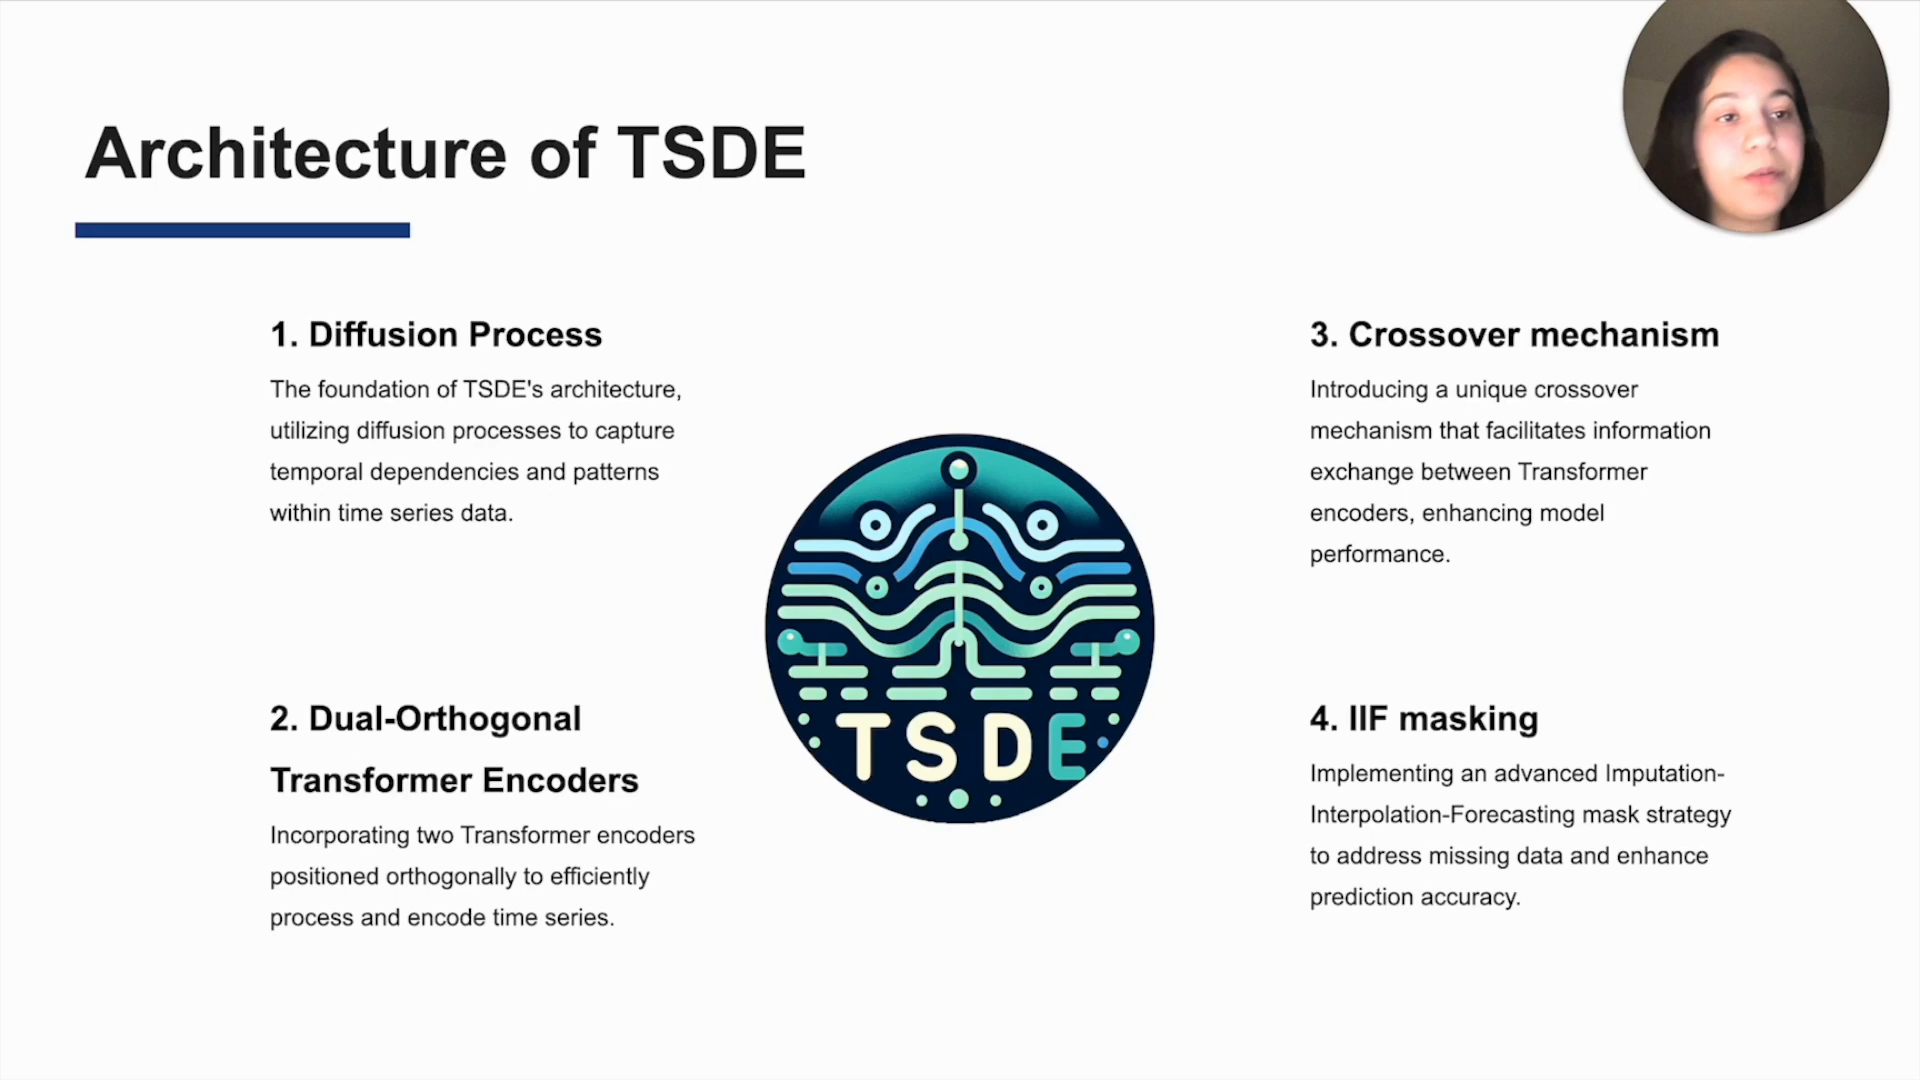 Architecture of TSDE
1. Diffusion Process
The foundation of TSDE's architecture,
utilizing diffusion processes to capture
temporal dependencies and patterns
within time series data.
2. Dual-Orthogonal
Transformer Encoders
Incorporating two Transformer encoders
positioned orthogonally to efficiently
process and encode time series.
TSDE
3. Crossover mechanism
Introducing a unique crossover
mechanism that facilitates information
exchange between Transformer
encoders, enhancing model
performance.
4. IIF masking
Implementing an advanced Imputation-
Interpolation-Forecasting mask strategy
to address missing data and enhance
prediction accuracy.